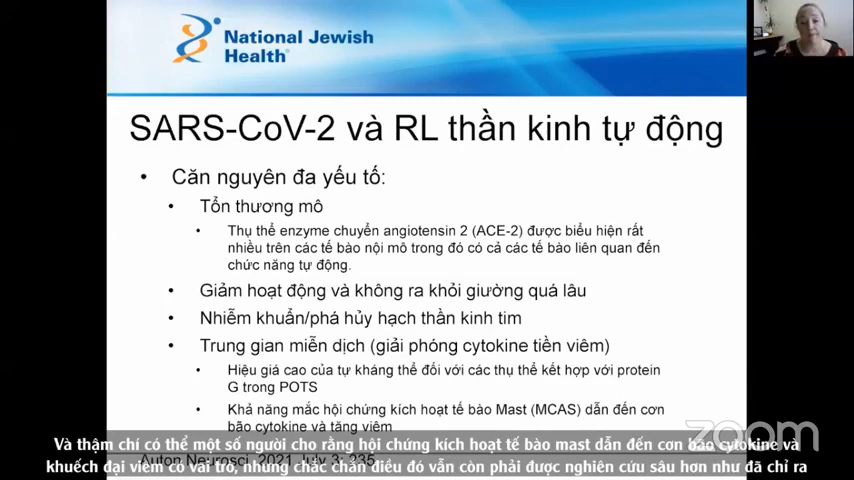 National Jewish
Health®
SARS-CoV-2 và RL thần kinh tự động
• Căn nguyên đa yếu tố:
• Tổn thương mô
• Thụ thể enzyme chuyển angiotensin 2 (ACE-2) được biểu hiện rất
nhiều trên các tế bào nội mô trong đó có cả các tế bào liên quan đến
chức năng tự động.
• Giảm hoạt động và không ra khỏi giường quá lâu
• Nhiễm khuẩn/phá hủy hạch thần kinh tim
• Trung gian miễn dịch (giải phóng cytokine tiền viêm)
• Hiệu giá cao của tự kháng thể đối với các thụ thể kết hợp với protein
G trong POTS
• Khả năng mắc hội chứng kích hoạt tế bào Mast (MCAS) dẫn đến cơn
bão cytokine và tăng viêm
zoom
Và thậm chí có thể một số người cho rằng hội chứng kích hoạt tế bào mast dẫn đến cơn bão cytokine và
khuếch đại viêm có vai trò, nhưng chắc chắn điều đó vẫn còn phải được nghiên cứu sâu hơn như đã chỉ ra
Auton Neurosci. 2021 July 3; 235